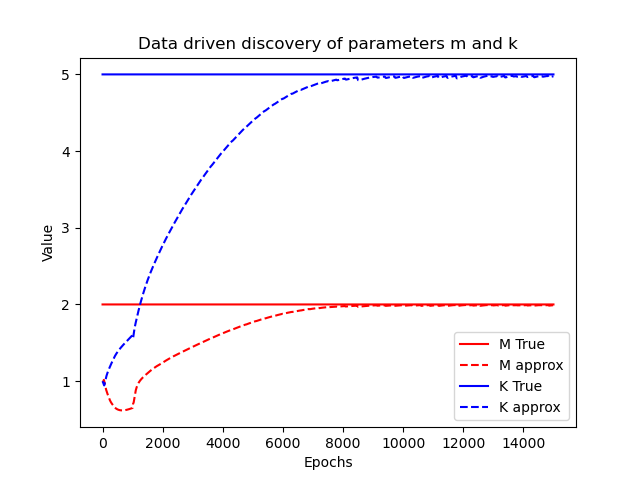 Data driven discovery of parameters m and k
Value
5
4
3
2
1
0 2000 4000 6000 8000 10000 12000 14000
Epochs
M True
M approx
K True
K approx